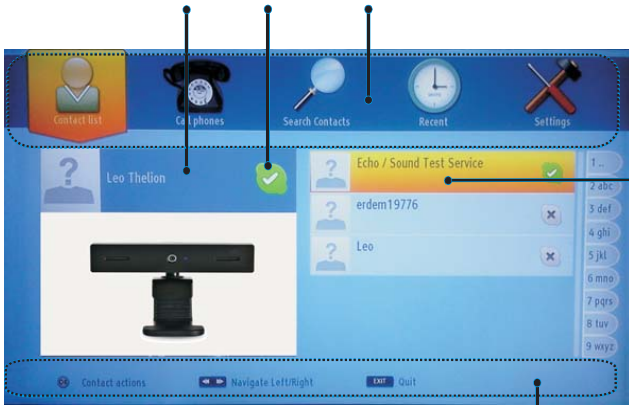 Contact list
Call phones
Search Contacts
Recent
Settings
Leo Thelion
Echo / Sound Test Service
erdem19776
Leo
1 ..
2 abc
3 def
4 ghi
5 jkl
6 mno
7 pqrs
8 tuv
9 wxyz
OK Contact actions
Navigate Left/Right
EXIT Quit